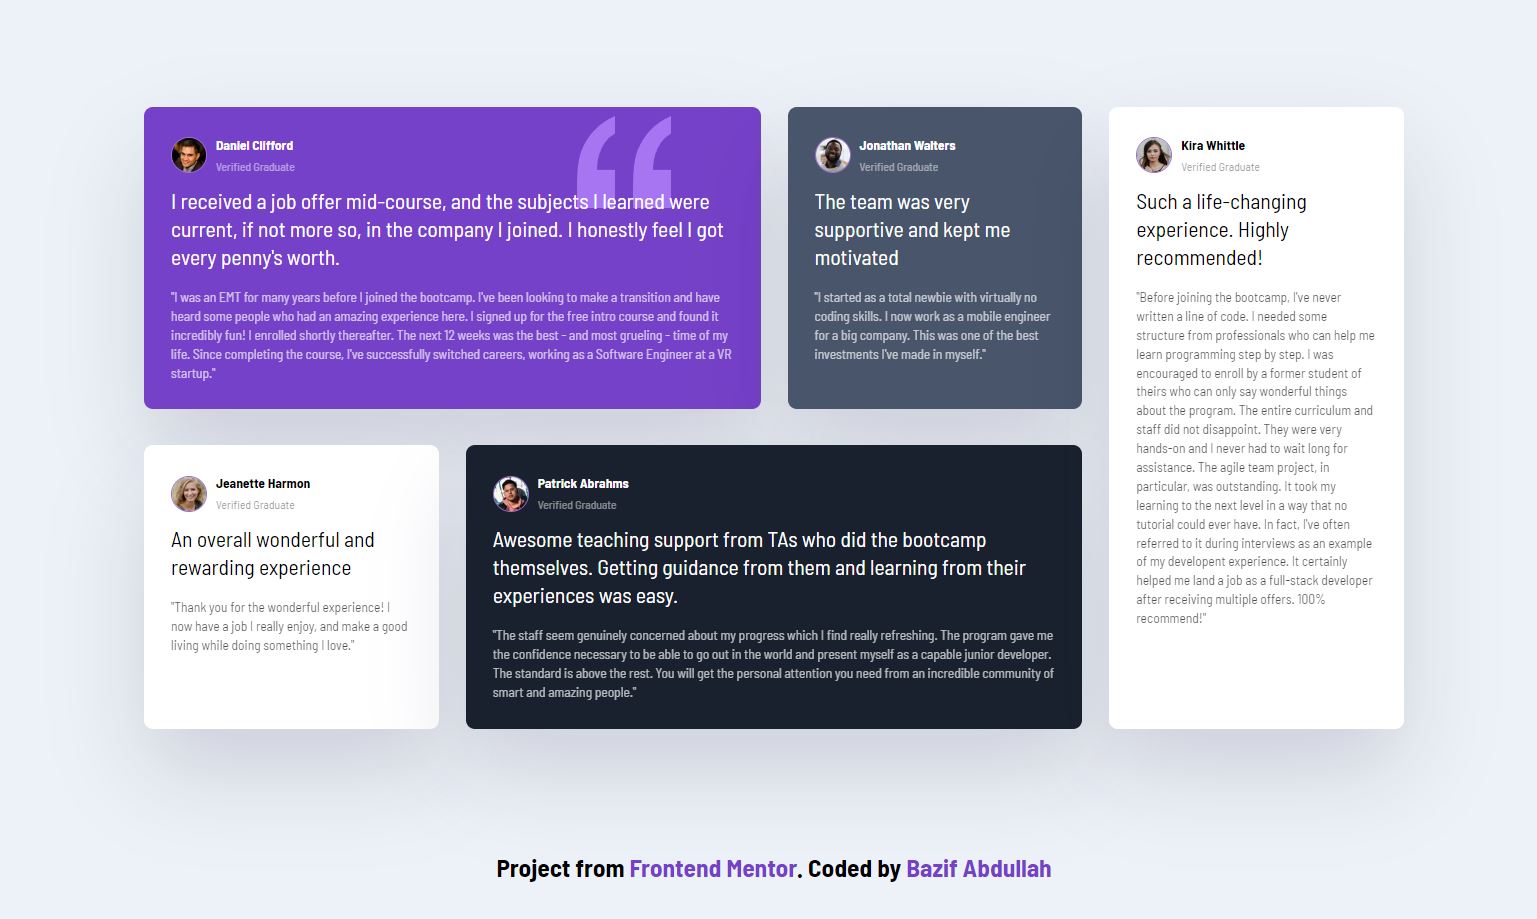 Daniel Clifford
Verified Graduate
I received a job offer mid-course, and the subjects I learned were
current, if not more so, in the company I joined. I honestly feel I got
every penny's worth.
"I was an EMT for many years before I joined the bootcamp. I've been looking to make a transition and have
heard some people who had an amazing experience here. I signed up for the free intro course and found it
incredibly fun! I enrolled shortly thereafter. The next 12 weeks was the best - and most grueling - time of my
life. Since completing the course, I've successfully switched careers, working as a Software Engineer at a VR
startup."
Jonathan Walters
Verified Graduate
The team was very
supportive and kept me
motivated
"I started as a total newbie with virtually no
coding skills. I now work as a mobile engineer
for a big company. This was one of the best
investments I've made in myself."
Kira Whittle
Verified Graduate
Such a life-changing
experience. Highly
recommended!
"Before joining the bootcamp, I've never
written a line of code. I needed some
structure from professionals who can help me
learn programming step by step. I was
encouraged to enroll by a former student of
theirs who can only say wonderful things
about the program. The entire curriculum and
staff did not disappoint. They were very
hands-on and I never had to wait long for
assistance. The agile team project, in
particular, was outstanding. It took my
learning to the next level in a way that no
tutorial could ever have. In fact, I've often
referred to it during interviews as an example
of my developent experience. It certainly
helped me land a job as a full-stack developer
after receiving multiple offers. 100%
recommend!"
Jeanette Harmon
Verified Graduate
An overall wonderful and
rewarding experience
"Thank you for the wonderful experience! I
now have a job I really enjoy, and make a good
living while doing something I love."
Patrick Abrahms
Verified Graduate
Awesome teaching support from TAs who did the bootcamp
themselves. Getting guidance from them and learning from their
experiences was easy.
"The staff seem genuinely concerned about my progress which I find really refreshing. The program gave me
the confidence necessary to be able to go out in the world and present myself as a capable junior developer.
The standard is above the rest. You will get the personal attention you need from an incredible community of
smart and amazing people."
Project from Frontend Mentor. Coded by Bazif Abdullah